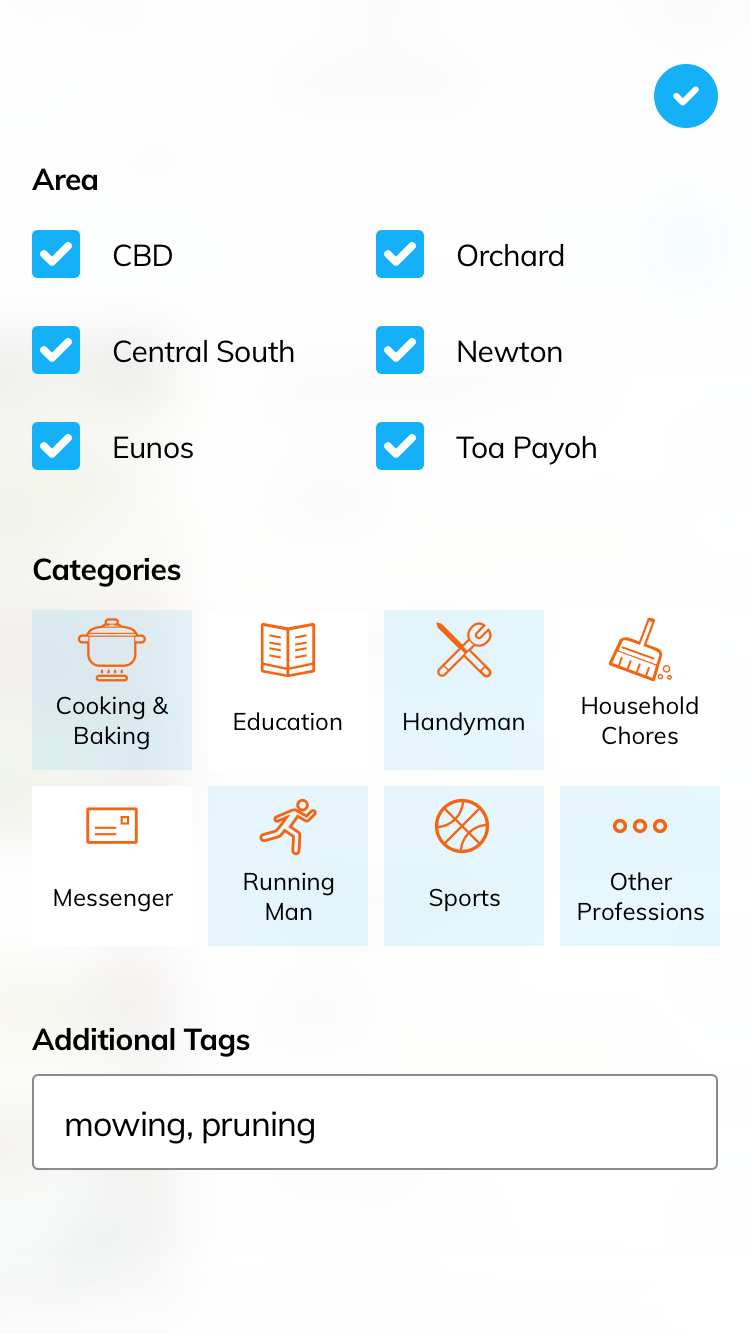 Area
CBD
Orchard
Central South
Newton
Eunos
Toa Payoh
Categories
Cooking &
Baking
Education
Handyman
Household
Chores
Messenger
Running
Man
Sports
Other
Professions
Additional Tags
mowing, pruning